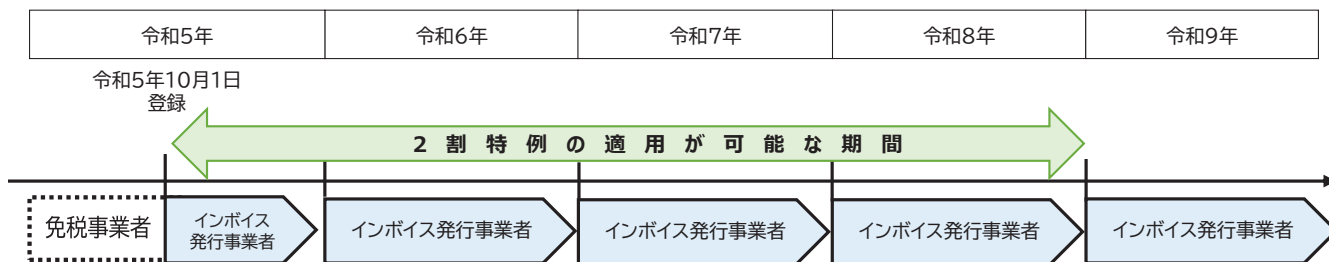 令和5年
令和6年
令和7年
令和8年
令和9年
令和5年10月1日
登録
2割特例の適用が可能な期間
免税事業者
インボイス
発行事業者
インボイス発行事業者
インボイス発行事業者
インボイス発行事業者
インボイス発行事業者